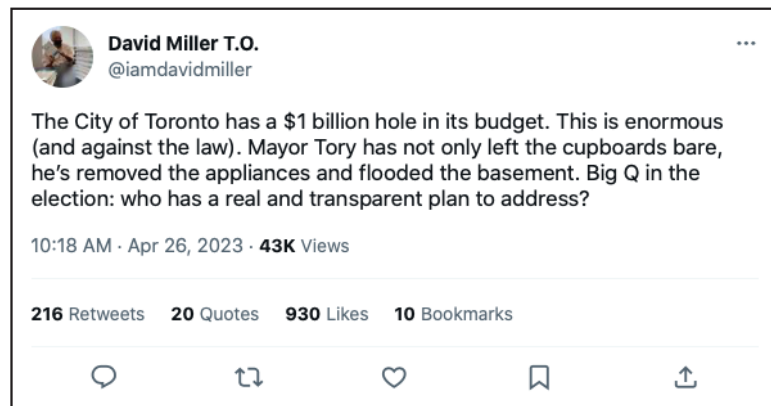 David Miller T.O.
@iamdavidmiller
The City of Toronto has a $1 billion hole in its budget. This is enormous
(and against the law). Mayor Tory has not only left the cupboards bare,
he’s removed the appliances and flooded the basement. Big Q in the
election: who has a real and transparent plan to address?
10:18 AM · Apr 26, 2023 · 43K Views
216 Retweets 20 Quotes 930 Likes 10 Bookmarks